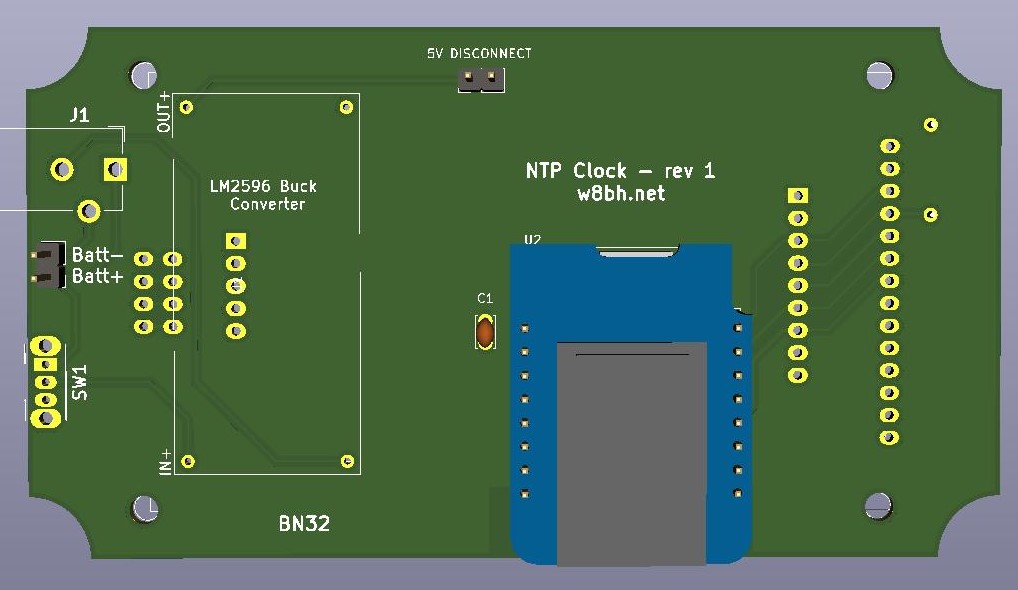 5V DISCONNECT
J1
OUT+
NTP Clock - rev 1
w8bh.net
LM2596 Buck
Converter
U2
Batt-
Batt+
C1
SW1
IN+
BN32